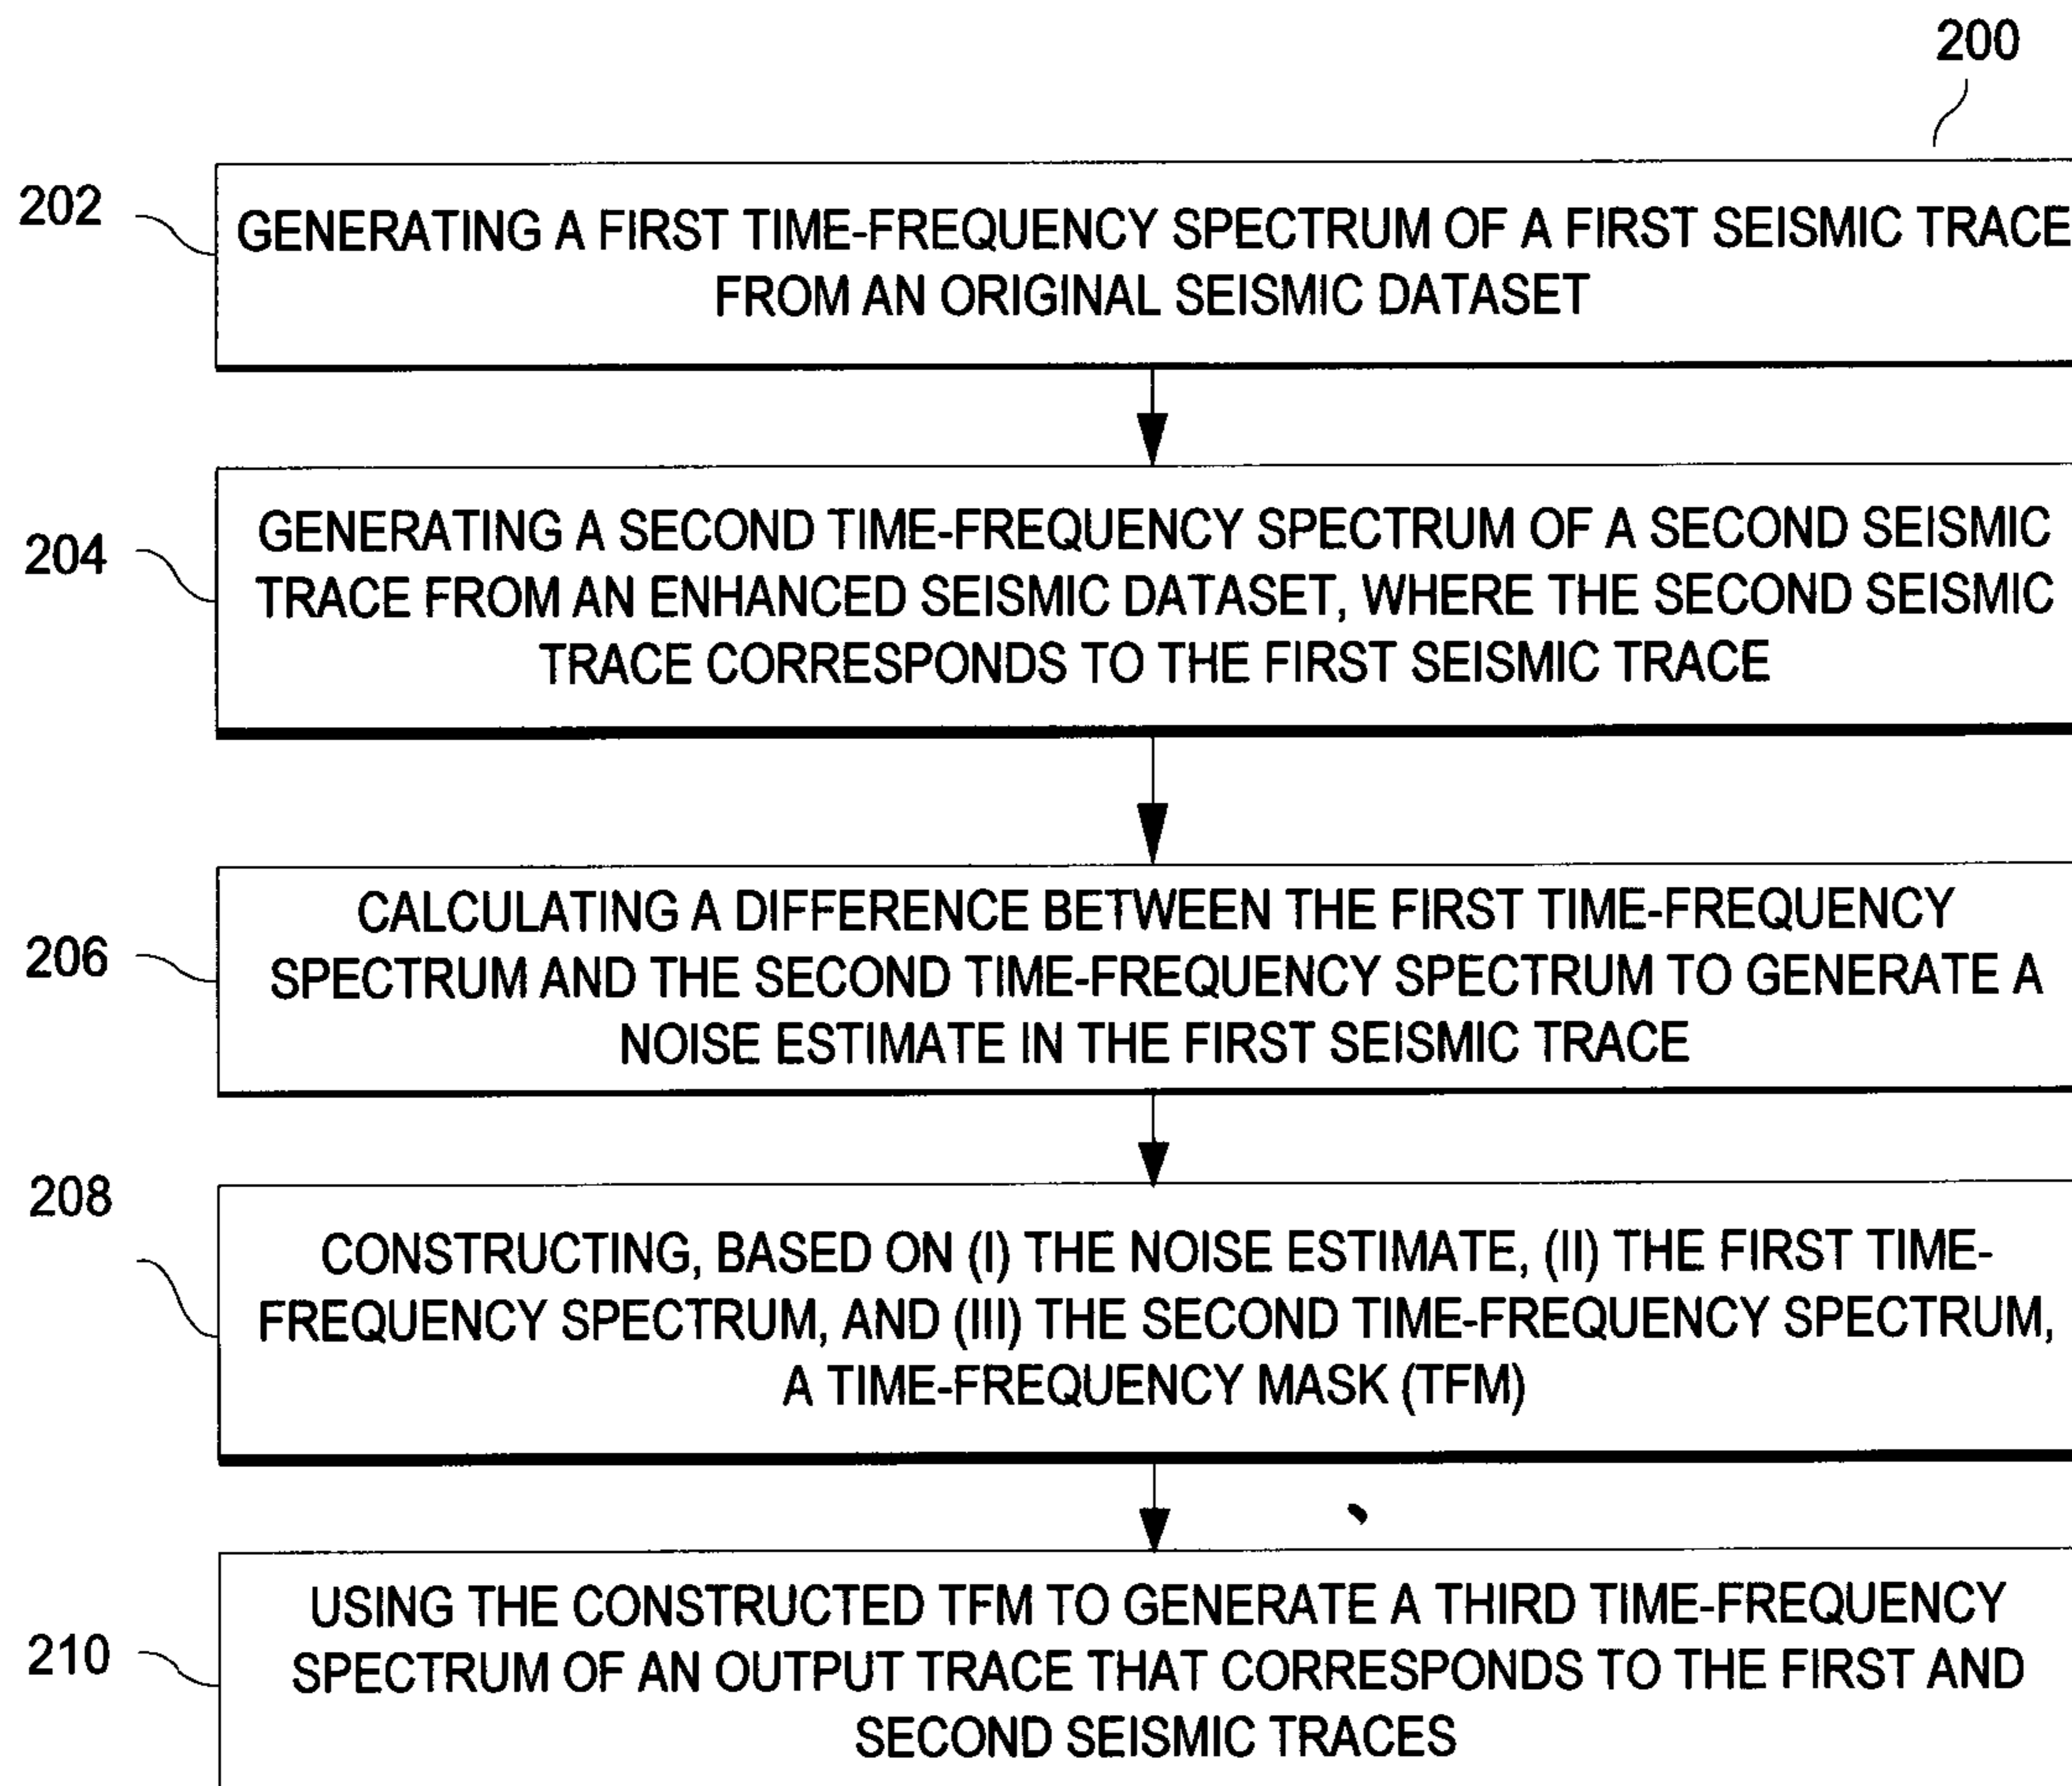 200
202
GENERATING A FIRST TIME-FREQUENCY SPECTRUM OF A FIRST SEISMIC TRACE
FROM AN ORIGINAL SEISMIC DATASET
204
GENERATING A SECOND TIME-FREQUENCY SPECTRUM OF A SECOND SEISMIC
TRACE FROM AN ENHANCED SEISMIC DATASET, WHERE THE SECOND SEISMIC
TRACE CORRESPONDS TO THE FIRST SEISMIC TRACE
206
CALCULATING A DIFFERENCE BETWEEN THE FIRST TIME-FREQUENCY
SPECTRUM AND THE SECOND TIME-FREQUENCY SPECTRUM TO GENERATE A
NOISE ESTIMATE IN THE FIRST SEISMIC TRACE
208
CONSTRUCTING, BASED ON (I) THE NOISE ESTIMATE, (II) THE FIRST TIME-
FREQUENCY SPECTRUM, AND (III) THE SECOND TIME-FREQUENCY SPECTRUM,
A TIME-FREQUENCY MASK (TFM)
210
USING THE CONSTRUCTED TFM TO GENERATE A THIRD TIME-FREQUENCY
SPECTRUM OF AN OUTPUT TRACE THAT CORRESPONDS TO THE FIRST AND
SECOND SEISMIC TRACES